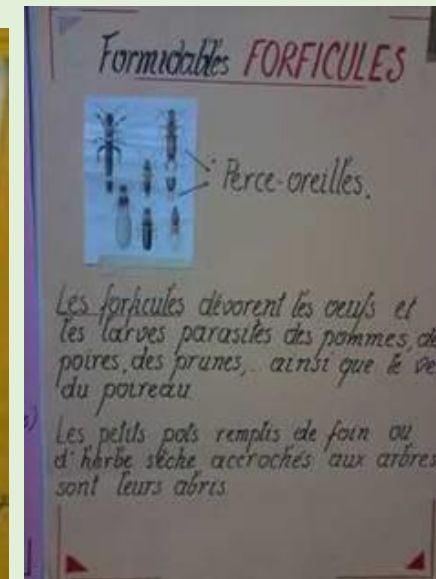 Formidables FORFICULES
Perce-oreilles.
Les forficules dévorent les oeufs et
les larves parasites des pommes, de
poires, des prunes,.. ainsi que le ve
du poireau
Les petits pots remplis de foin ou
d'herbe sèche accrochés aux arbres
sont leurs abris.